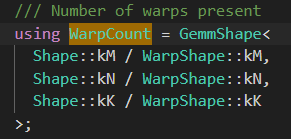 /// Number of warps present
using WarpCount = GemmShape<
Shape::kM / WarpShape::kM,
Shape::kN / WarpShape::kN,
Shape::kK / WarpShape::kK
>;